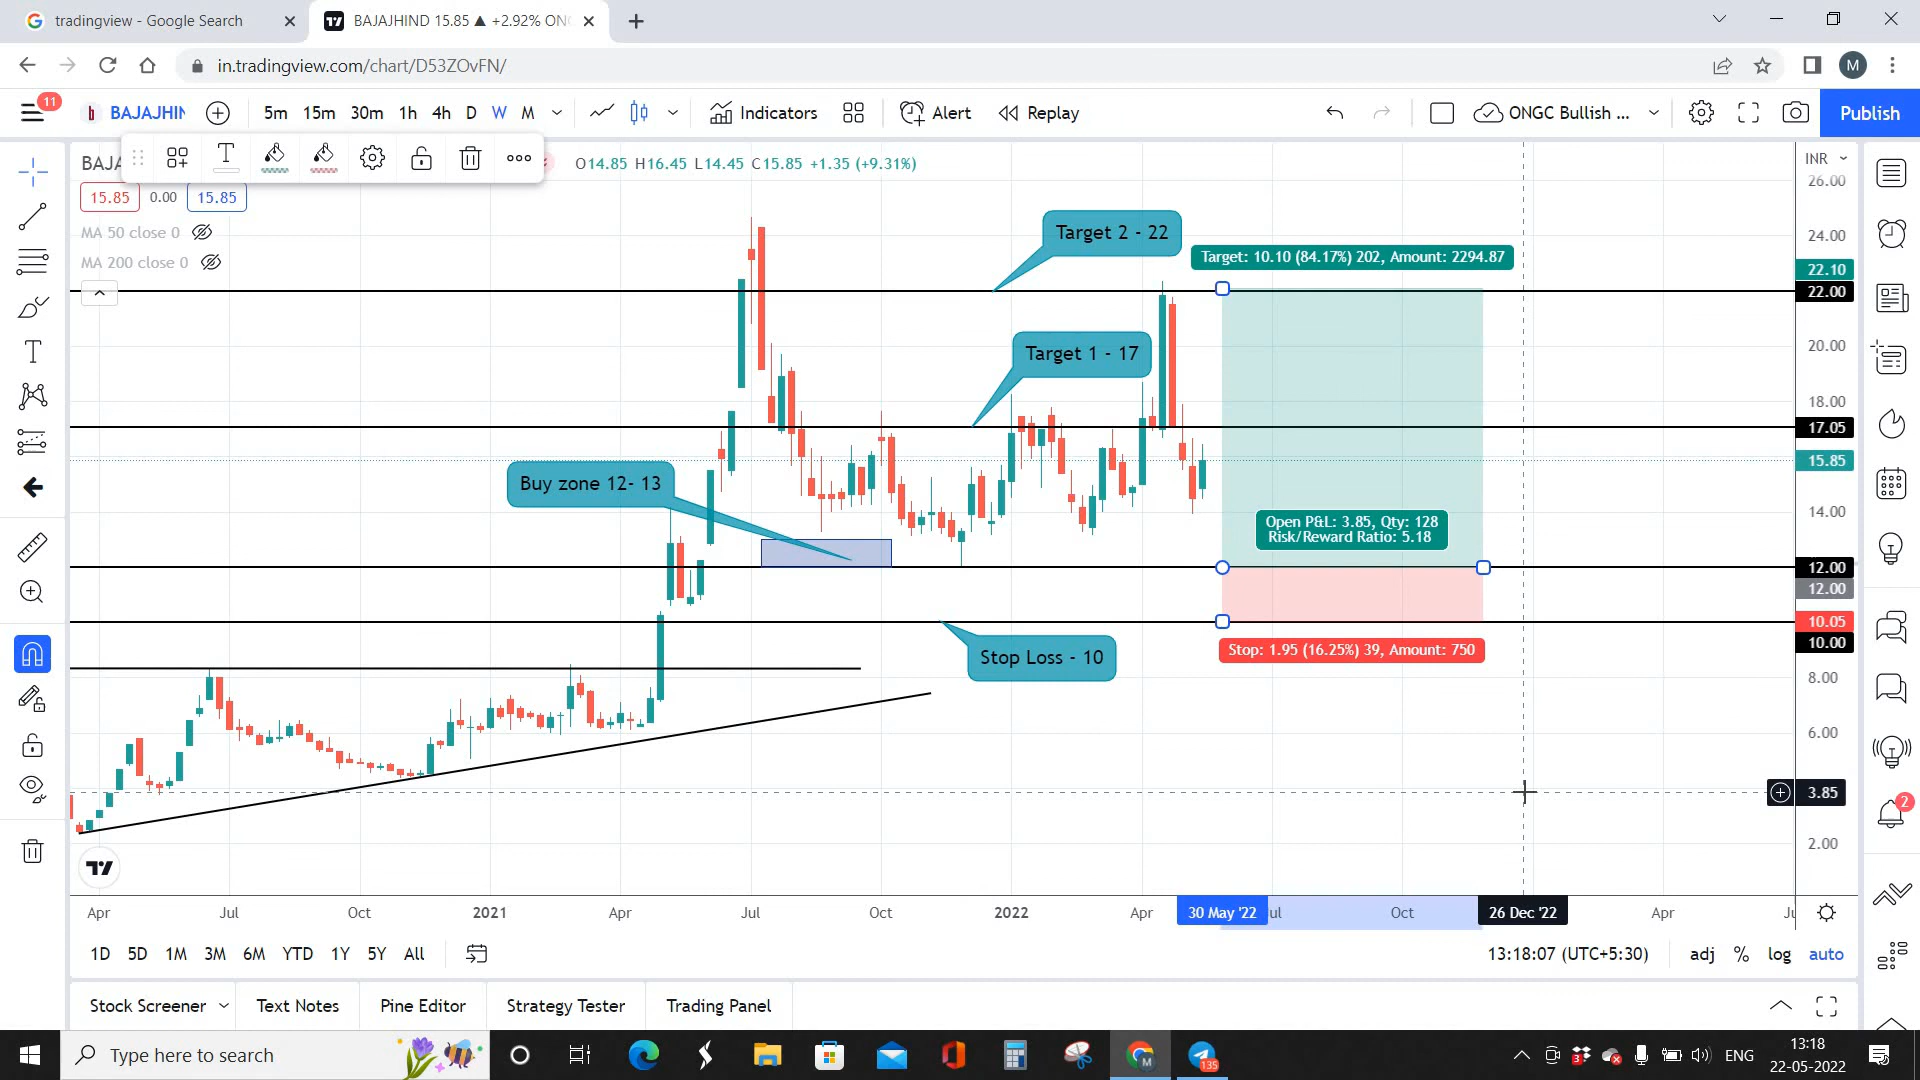 tradingview - Google Search
BAJAJHIND 15.85 ▲ +2.92% ONG
in.tradingview.com/chart/D53ZOvFN/
M
11
BAJAJHIN
5m 15m 30m 1h 4h D W M
Indicators
Alert
Replay
ONGC Bullish ...
Publish
BAJA
O14.85 H16.45 L14.45 C15.85 +1.35 (+9.31%)
INR
15.85 0.00 15.85
MA 50 close 0
MA 200 close 0
Target 2 - 22
Target: 10.10 (84.17%) 202, Amount: 2294.87
Target 1 - 17
Buy zone 12- 13
Open P&L: 3.85, Qty: 128
Risk/Reward Ratio: 5.18
Stop Loss - 10
Stop: 1.95 (16.25%) 39, Amount: 750
26.00
24.00
22.10
22.00
20.00
18.00
17.05
15.85
14.00
12.00
12.00
10.05
10.00
8.00
6.00
3.85
2.00
2
Apr Jul Oct 2021 Apr Jul Oct 2022 Apr 30 May '22 ul Oct 26 Dec '22 Apr Ju
1D 5D 1M 3M 6M YTD 1Y 5Y All
13:18:07 (UTC+5:30) adj % log auto
Stock Screener Text Notes Pine Editor Strategy Tester Trading Panel
Type here to search
M
135
3
ENG
13:18
22-05-2022